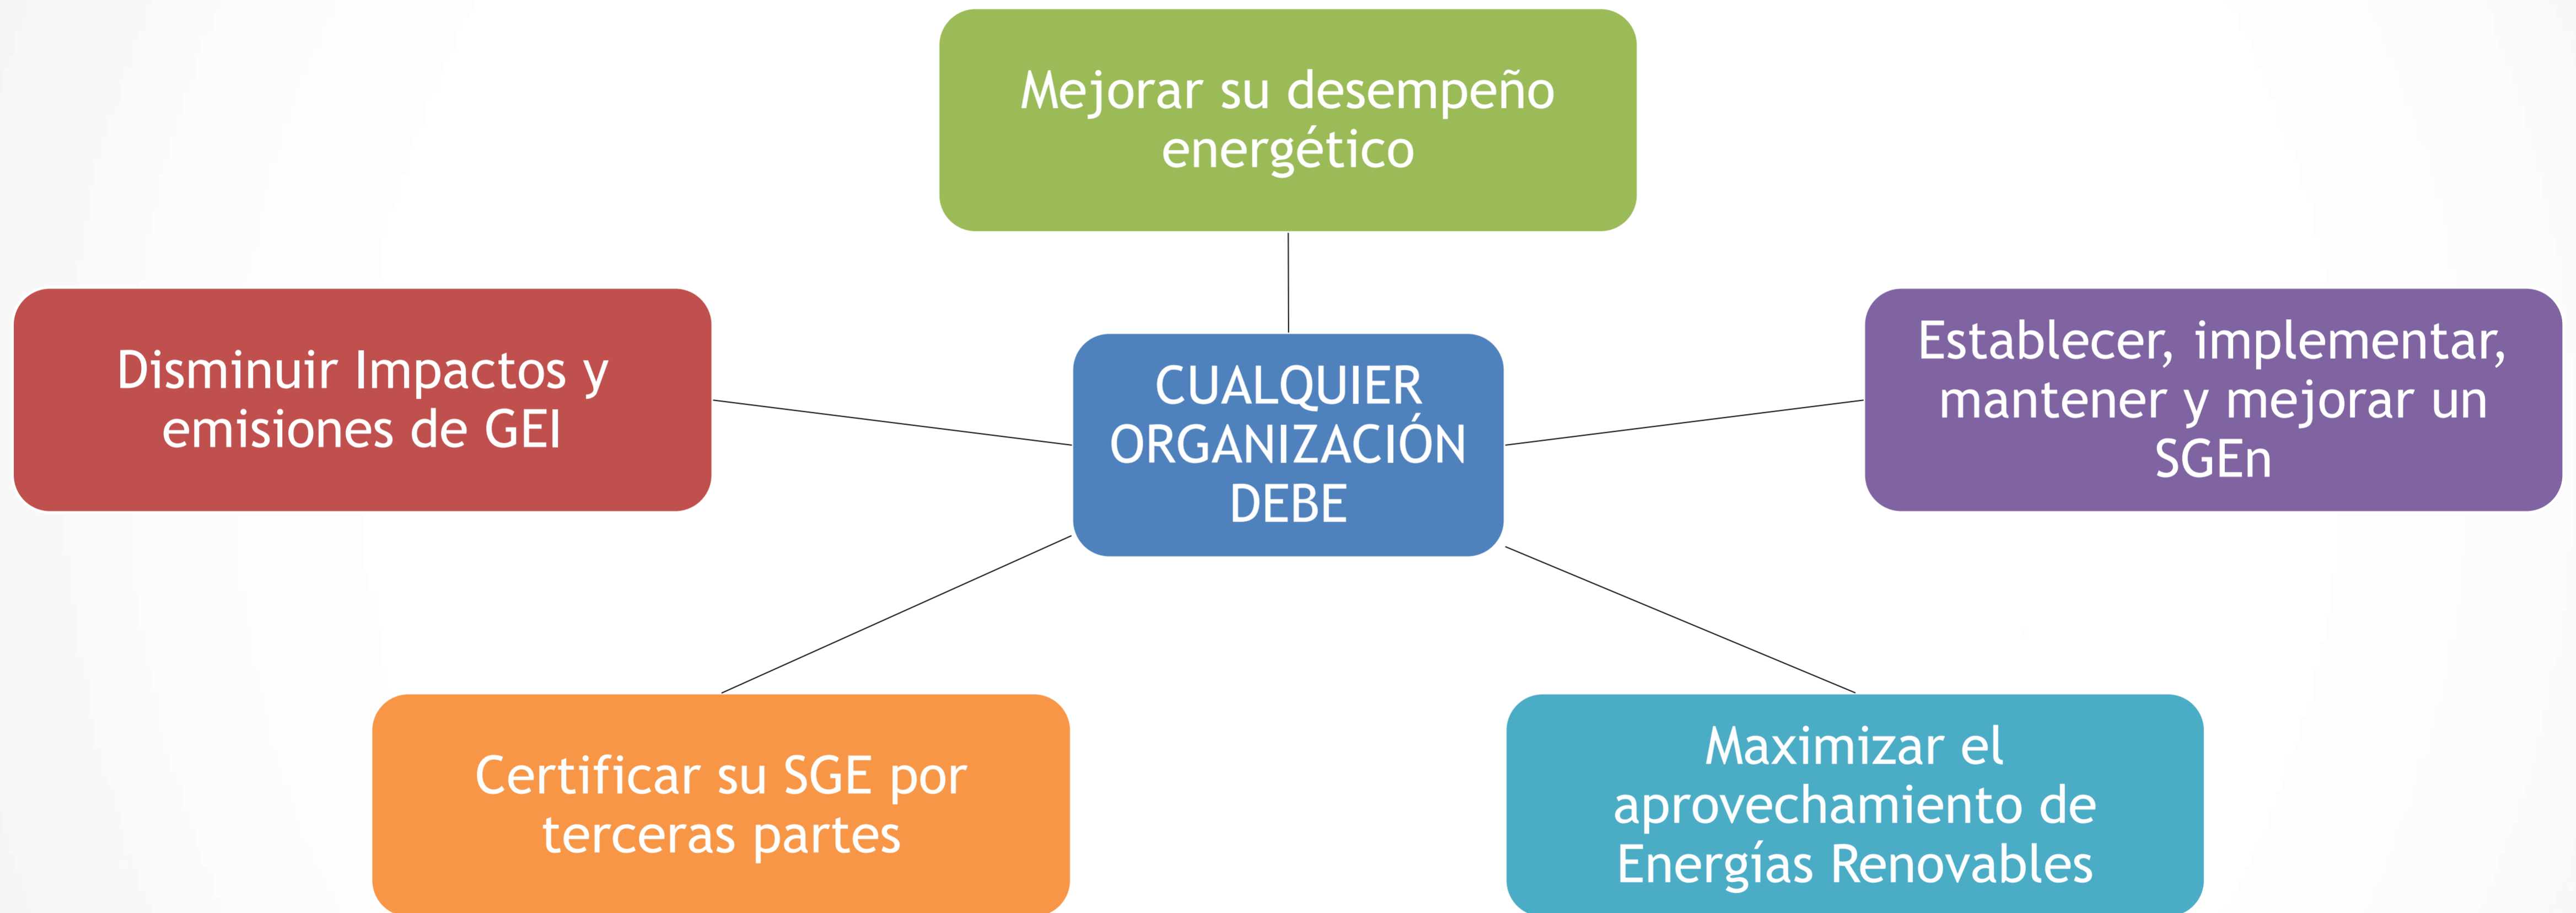 Mejorar su desempeño
energético
Disminuir Impactos y
emisiones de GEI
CUALQUIER
ORGANIZACIÓN
DEBE
Establecer, implementar,
mantener y mejorar un
SGEn
Certificar su SGE por
terceras partes
Maximizar el
aprovechamiento de
Energías Renovables